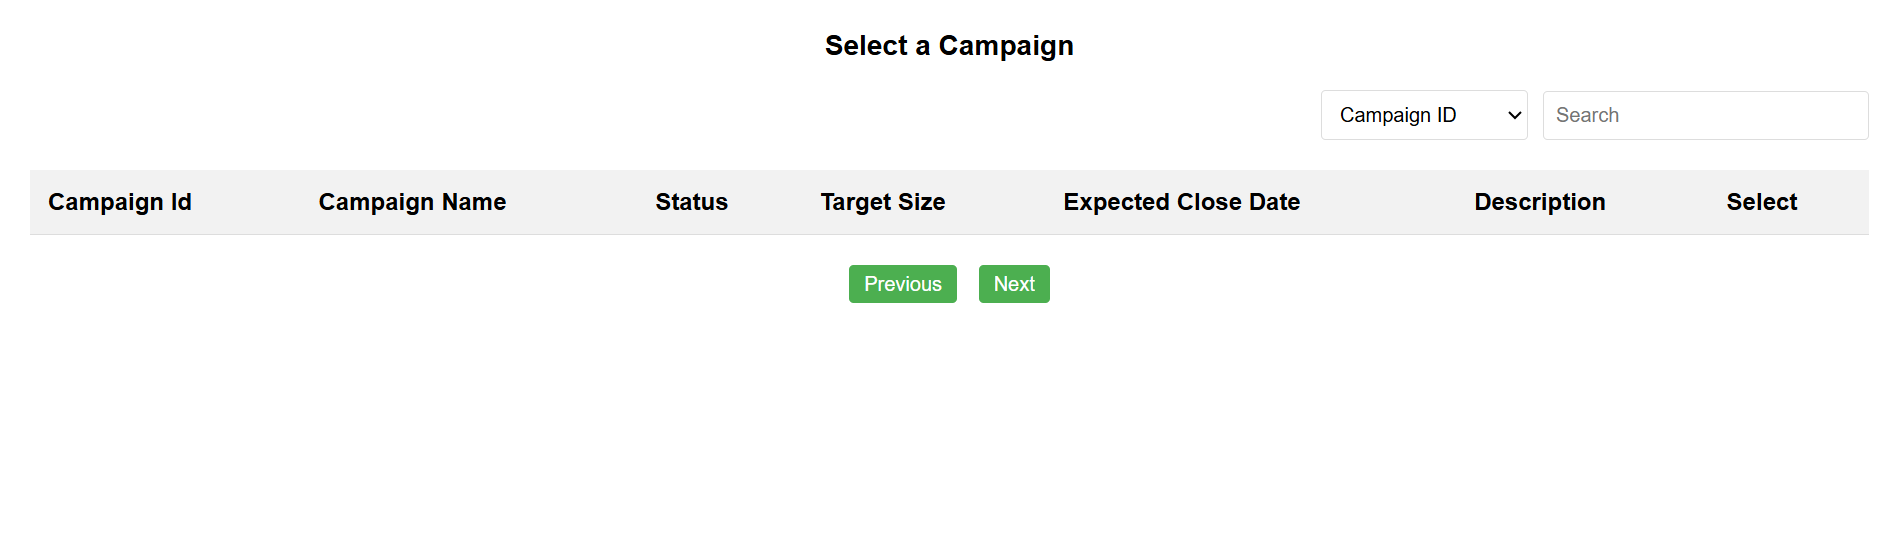 Select a Campaign
Campaign ID Search
Campaign Id Campaign Name Status Target Size Expected Close Date Description Select
Previous Next